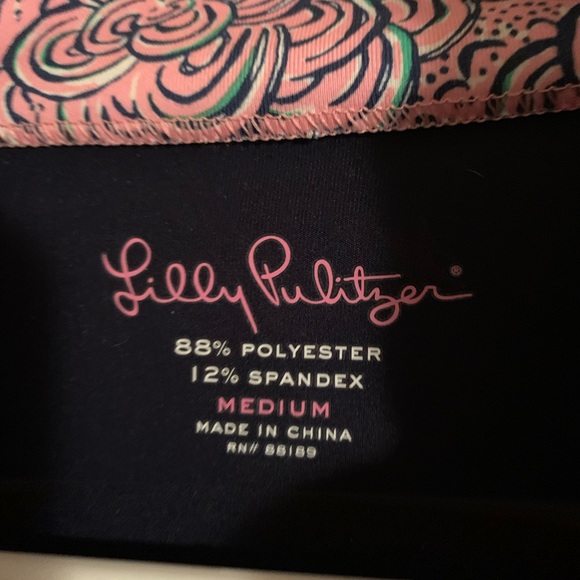 Lilly Pulitzer®
88% POLYESTER
12% SPANDEX
MEDIUM
MADE IN CHINA
RN# 88189